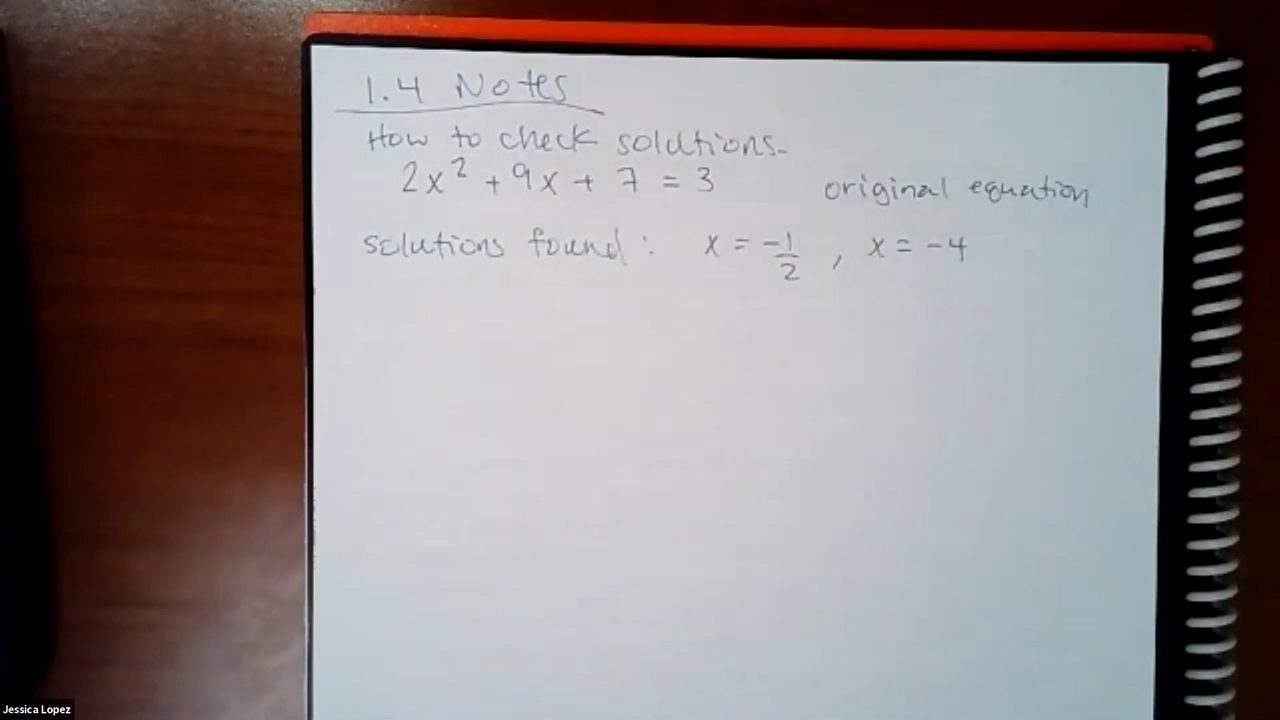 1.4 Notes
How to check solutions.
2x² + 9x + 7 = 3 original equation
solutions found : x = -1/2 , x = -4
Jessica Lopez